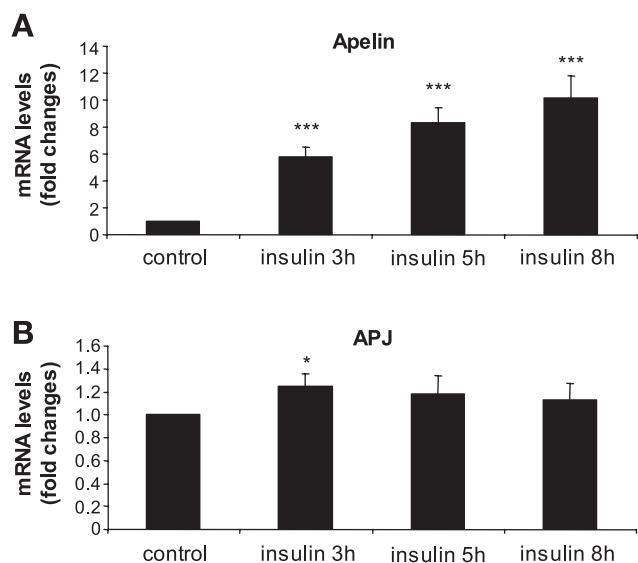 A
Apelin
mRNA levels
(fold changes)
14
12
10
8
6
4
2
0
***
***
***
control
insulin 3h
insulin 5h
insulin 8h
B
APJ
mRNA levels
(fold changes)
1.6
1.4
1.2
1.0
0.8
0.6
0.4
0.2
0
*
control
insulin 3h
insulin 5h
insulin 8h